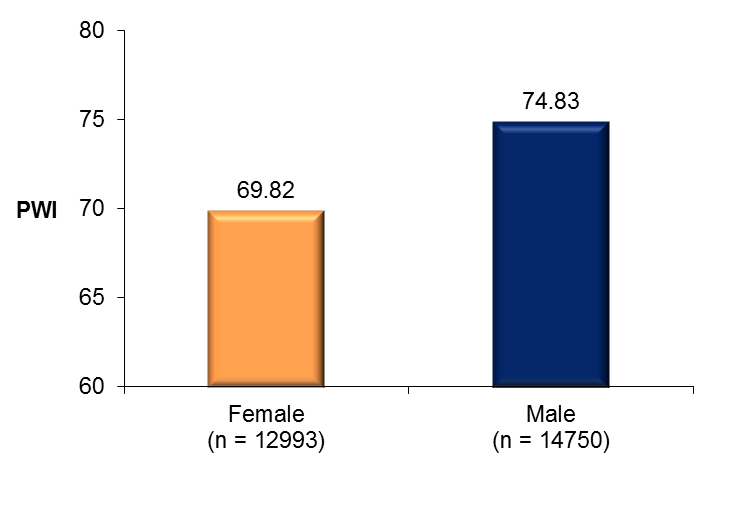 80
74.83
75
69.82
PWI 70
65
60
Female Male
(n = 12993) (n = 14750)